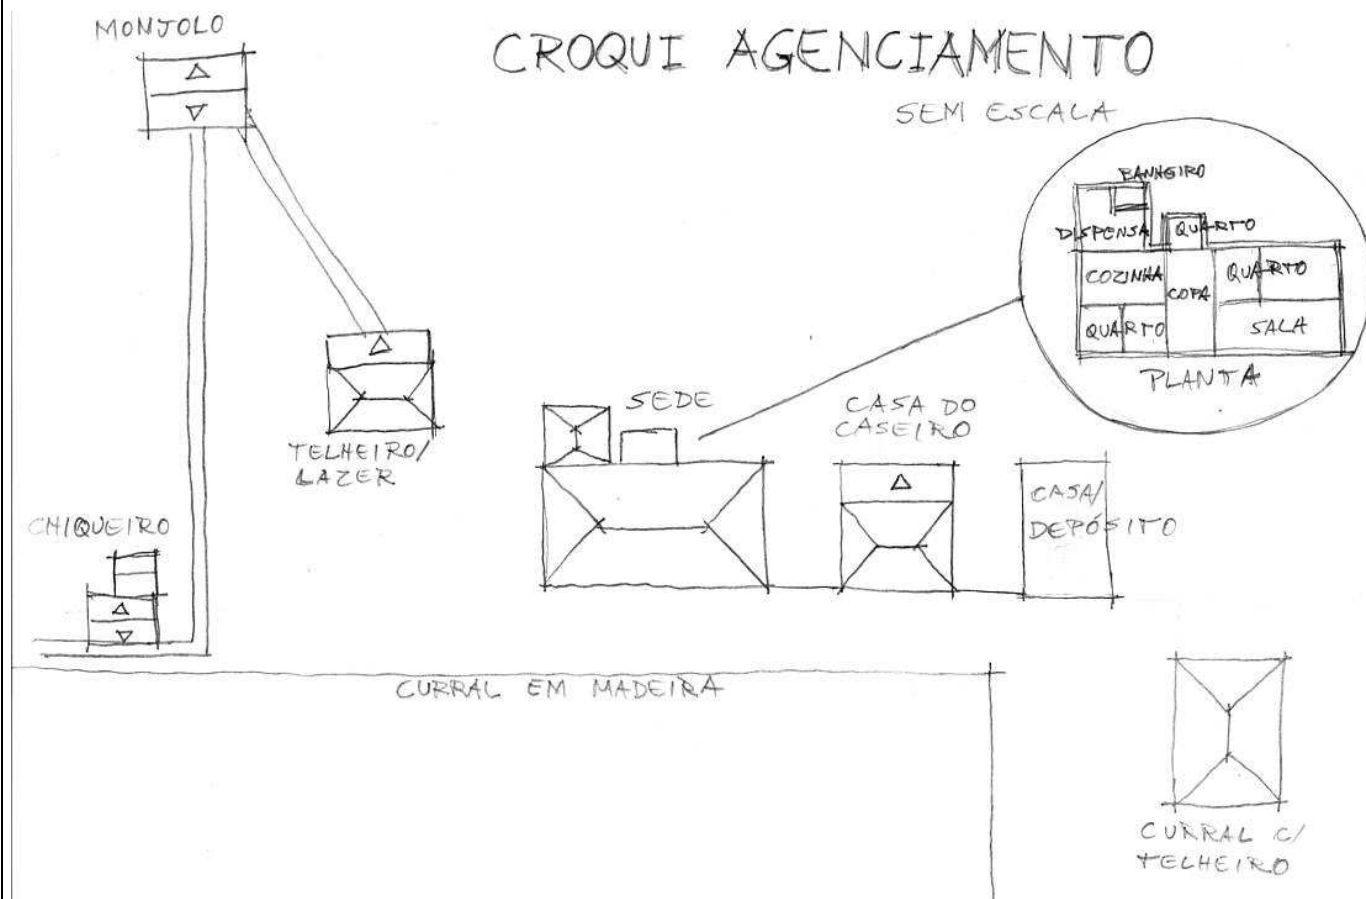 MONJOLO
CROQUI AGENCIAMENTO
SEM ESCALA
BANHEIRO
DISPENSA QUARTO
COZINHA COPA QUARTO
QUARTO SALA
PLANTA
SEDE
CASA DO
CASEIRO
TELHEIRO/
LAZER
CASA/
DEPÓSITO
CHIQUEIRO
CURRAL EM MADEIRA
CURRAL C/
TELHEIRO